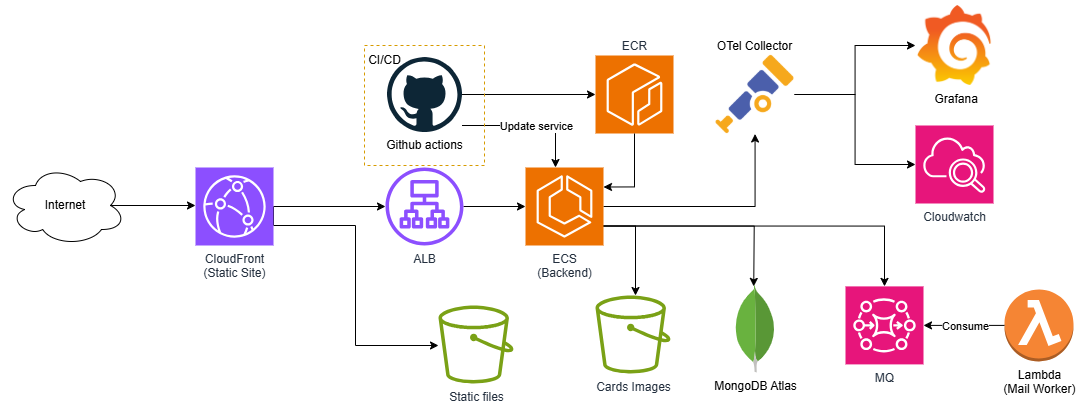 ECR
OTel Collector
CI/CD
Grafana
Update service
Github actions
Internet
Cloudwatch
CloudFront
(Static Site)
ALB
ECS
(Backend)
Consume
Static files
Cards Images
MongoDB Atlas
MQ
Lambda
(Mail Worker)